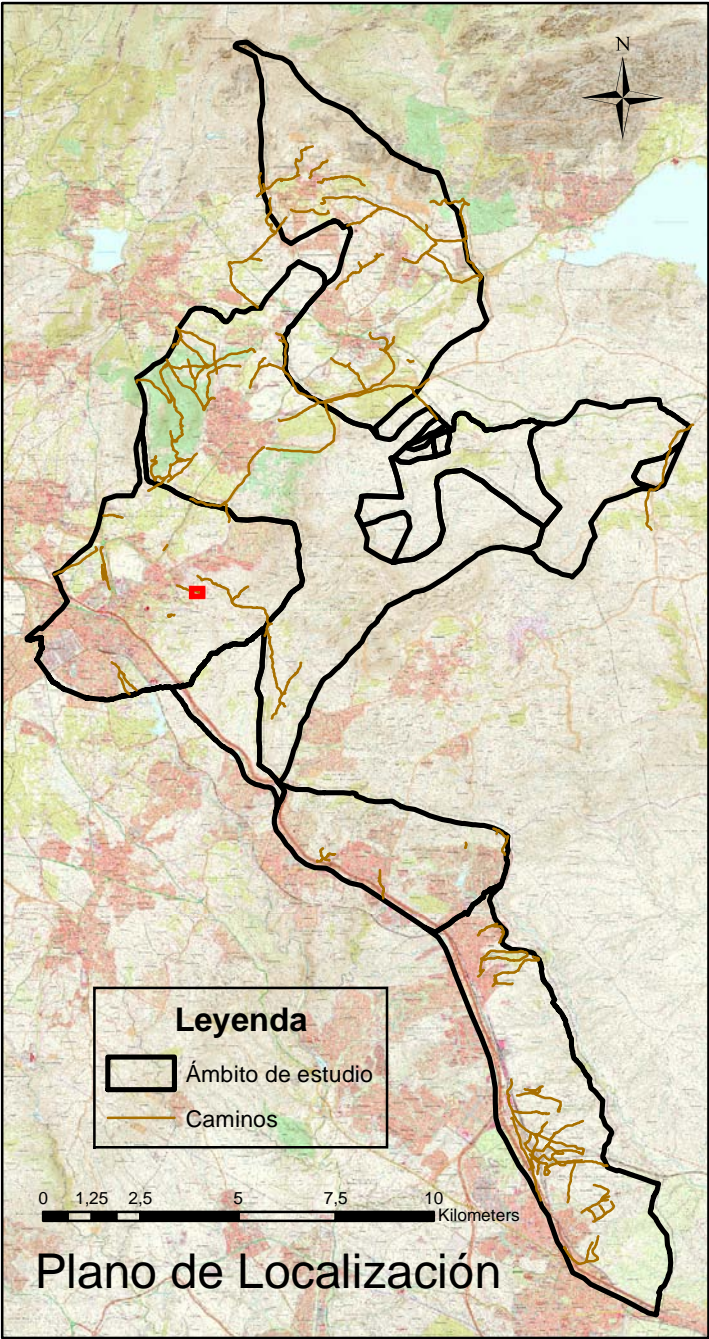 N
Leyenda
Ámbito de estudio
Caminos
0 1,25 2,5 5 7,5 10
Kilometers
Plano de Localización